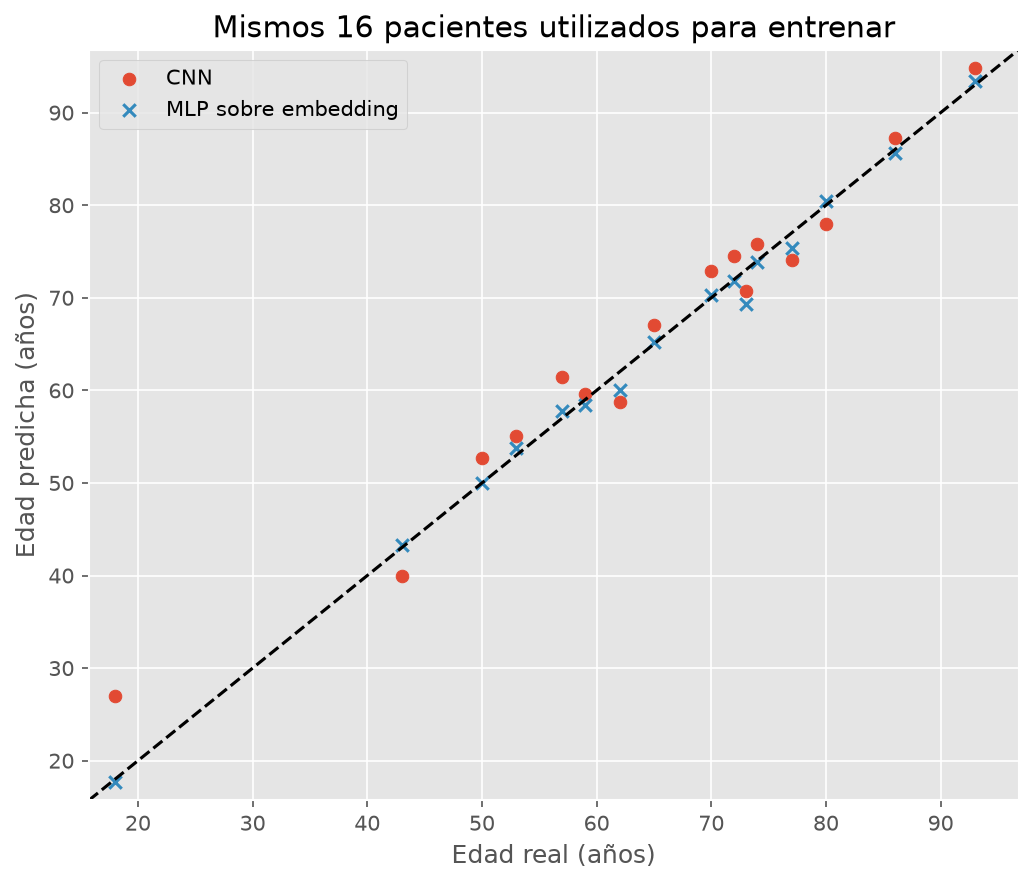 Mismos 16 pacientes utilizados para entrenar
CNN
MLP sobre embedding
Edad predicha (años)
90
80
70
60
50
40
30
20
20 30 40 50 60 70 80 90
Edad real (años)